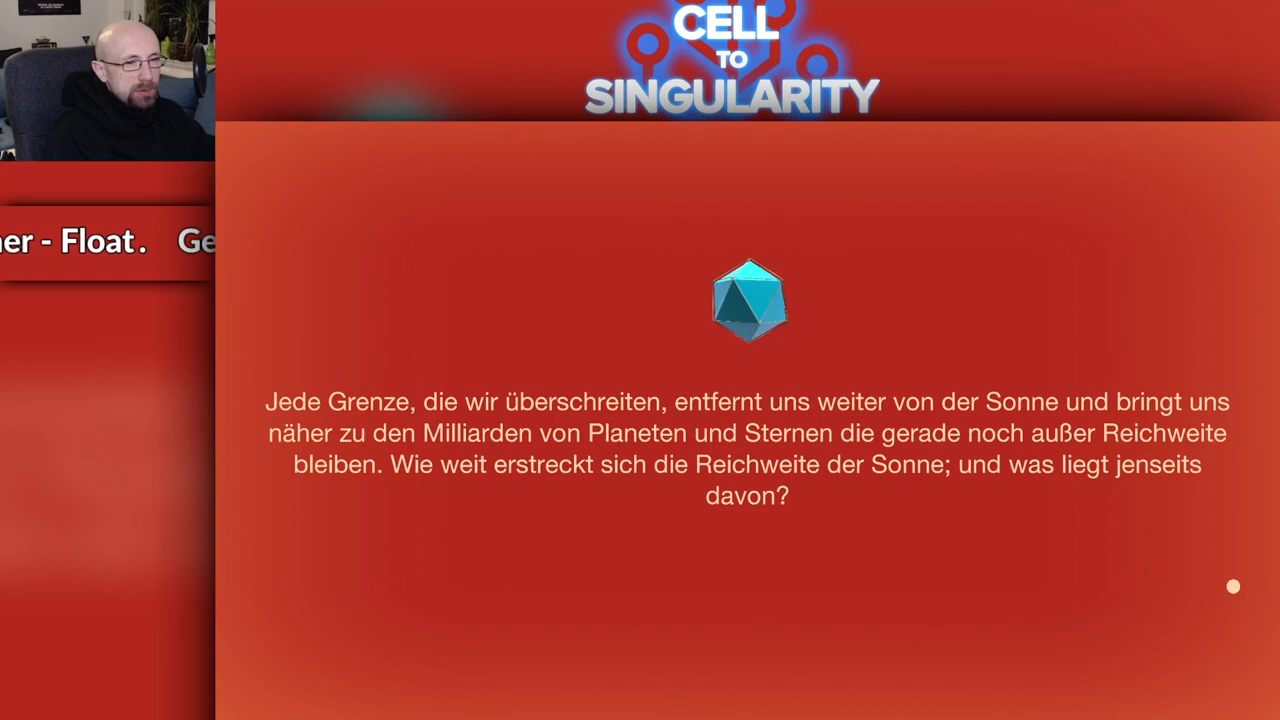 CELL
TO
SINGULARITY
- Float.
Jede Grenze, die wir überschreiten, entfernt uns weiter von der Sonne und bringt uns
näher zu den Milliarden von Planeten und Sternen die gerade noch außer Reichweite
bleiben. Wie weit erstreckt sich die Reichweite der Sonne; und was liegt jenseits
davon?